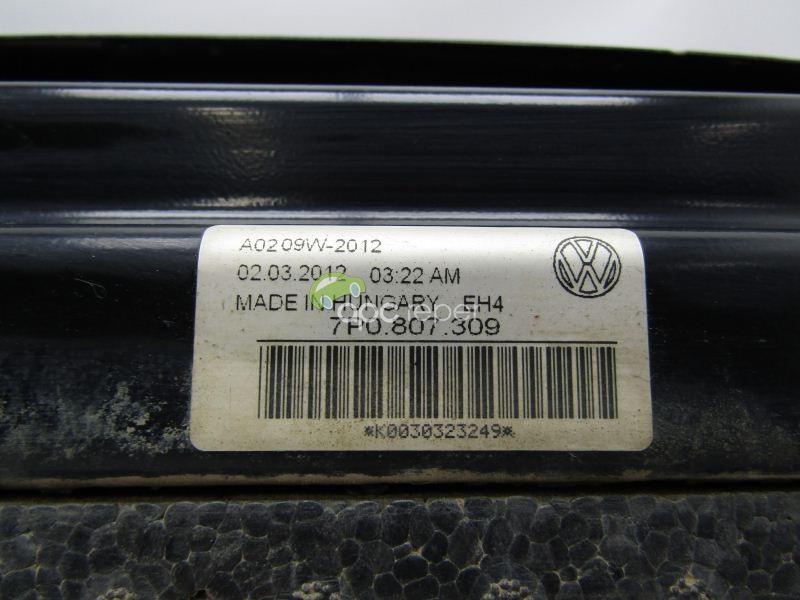 A0209W-2012
02.03.2012 03:22 AM
MADE IN HUNGARY EH4
7P0.807.309
*K0030323249*